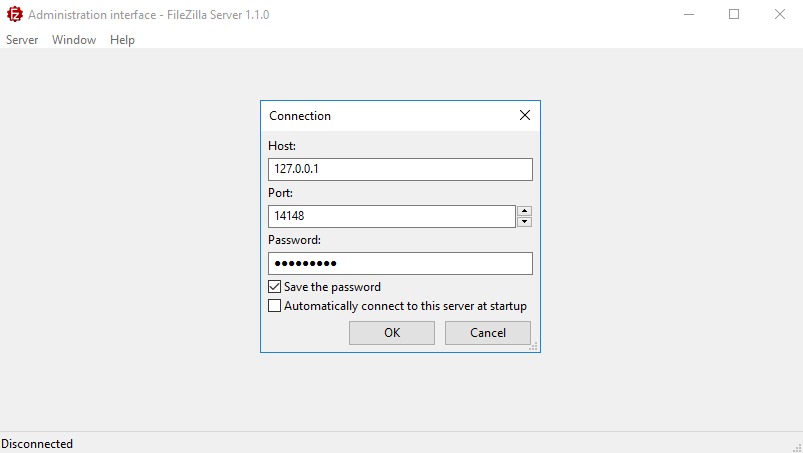 Administration interface - FileZilla Server 1.1.0
Server Window Help
Connection
Host:
127.0.0.1
Port:
14148
Password:
●●●●●●●●●
Save the password
Automatically connect to this server at startup
OK Cancel
Disconnected